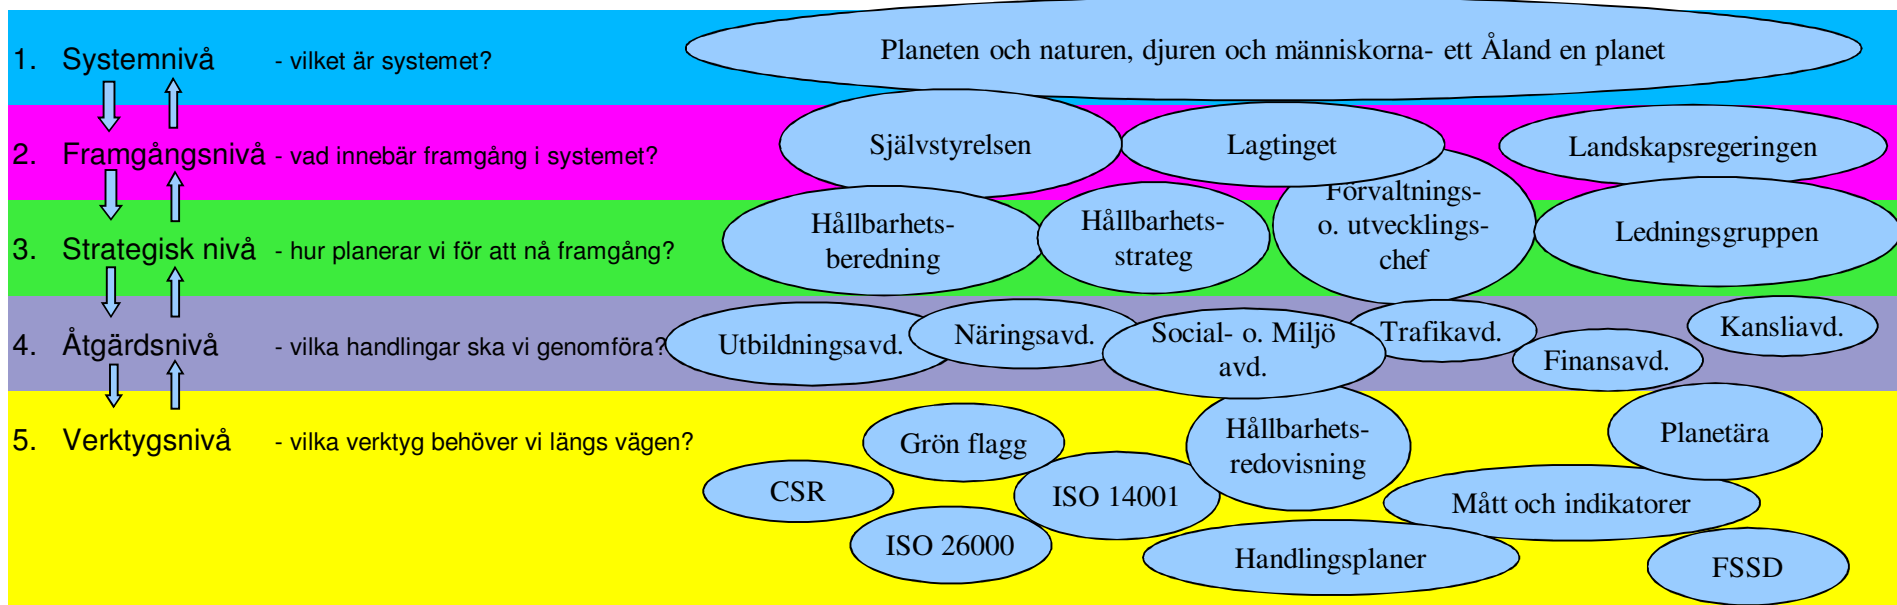 1. Systemnivå - vilket är systemet?
Planeten och naturen, djuren och människorna- ett Åland en planet
2. Framgångsnivå - vad innebär framgång i systemet?
Självstyrelsen
Lagtinget
Landskapsregeringen
3. Strategisk nivå - hur planerar vi för att nå framgång?
Hållbarhets-
beredning
Hållbarhets-
strateg
Förvaltnings-
o. utvecklings-
chef
Ledningsgruppen
4. Åtgärdsnivå - vilka handlingar ska vi genomföra?
Utbildningsavd.
Näringsavd.
Social- o. Miljö
avd.
Trafikavd.
Finansavd.
Kansliavd.
5. Verktygsnivå - vilka verktyg behöver vi längs vägen?
Grön flagg
Hållbarhets-
redovisning
Planetära
CSR
ISO 14001
Mått och indikatorer
ISO 26000
Handlingsplaner
FSSD